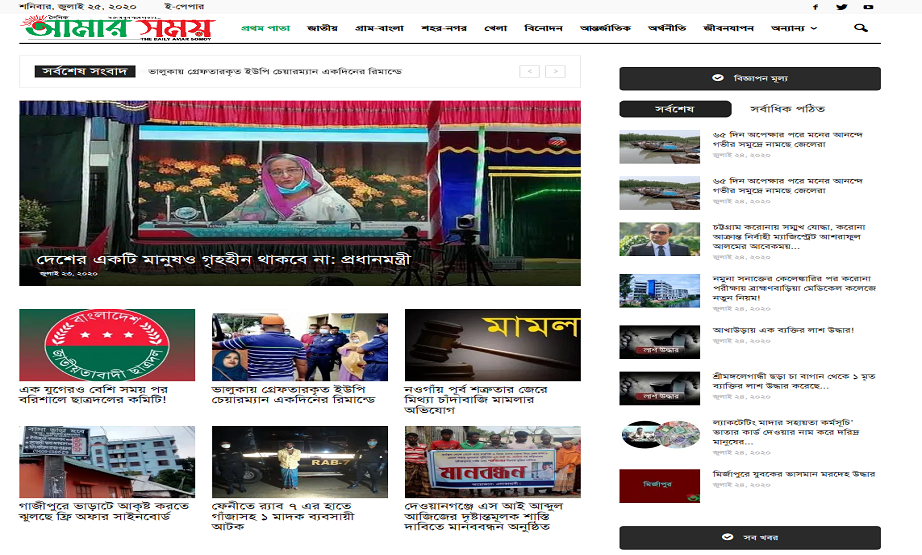 শনিবার, জুলাই ২৫, ২০২০ ই-পেপার
দৈনিক
আমার সময়
THE DAILY AMAR SOMOY
প্রথম পাতা জাতীয় গ্রাম-বাংলা শহর-নগর খেলা বিনোদন আন্তর্জাতিক অর্থনীতি জীবনযাপন অন্যান্য
সর্বশেষ সংবাদ ভালুকায় গ্রেফতারকৃত ইউপি চেয়ারম্যান একদিনের রিমান্ডে
দেশের একটি মানুষও গৃহহীন থাকবে না: প্রধানমন্ত্রী
জুলাই ২৩, ২০২০
বাংলাদেশ
জাতীয়তাবাদী ছাত্রদল
এক যুগেরও বেশি সময় পর
বরিশালে ছাত্রদলের কমিটি!
ভালুকায় গ্রেফতারকৃত ইউপি
চেয়ারম্যান একদিনের রিমান্ডে
মামলা
নওগাঁয় পূর্ব শত্রুতার জেরে
মিথ্যা চাঁদাবাজি মামলার
অভিযোগ
গাজীপুরে ভাড়াটে আকৃষ্ট করতে
ঝুলছে ফ্রি অফার সাইনবোর্ড
RAB-7
ফেনীতে র‍্যাব ৭ এর হাতে
গাঁজাসহ ১ মাদক ব্যবসায়ী
আটক
মানববন্ধন
দেওয়ানগঞ্জে এস আই আব্দুল
আজিজের দৃষ্টান্তমূলক শাস্তি
দাবিতে মানববন্ধন অনুষ্ঠিত
বিজ্ঞাপন মূল্য
সর্বশেষ সর্বাধিক পঠিত
৬৫ দিন অপেক্ষার পরে মনের আনন্দে
গভীর সমুদ্রে নামছে জেলেরা
জুলাই ২৪, ২০২০
৬৫ দিন অপেক্ষার পরে মনের আনন্দে
গভীর সমুদ্রে নামছে জেলেরা
জুলাই ২৪, ২০২০
চট্টগ্রাম করোনায় সম্মুখ যোদ্ধা, করোনা
আক্রান্ত নির্বাহী ম্যাজিস্ট্রেট আশরাফুল
আলমের আবেকময়...
জুলাই ২৪, ২০২০
নমুনা সনাক্তের কেলেঙ্কারির পর করোনা
পরীক্ষায় ব্রাহ্মণবাড়িয়া মেডিকেল কলেজে
নতুন নিয়ম!
জুলাই ২৪, ২০২০
লাশ উদ্ধার
আখাউড়ায় এক ব্যক্তির লাশ উদ্ধার!
জুলাই ২৪, ২০২০
লাশ উদ্ধার
শ্রীমঙ্গলেগান্ধী ছড়া চা বাগান থেকে ১ মৃত
ব্যাক্তির লাশ উদ্ধার করেছে...
জুলাই ২৪, ২০২০
ল্যাকটেটিং মাদার সহায়তা কর্মসূচি'
ভাতার কার্ড দেওয়ার নাম করে দরিদ্র
মানুষের...
জুলাই ২৪, ২০২০
মির্জাপুর
মির্জাপুরে যুবকের ভাসমান মরদেহ উদ্ধার
জুলাই ২৪, ২০২০
সব খবর